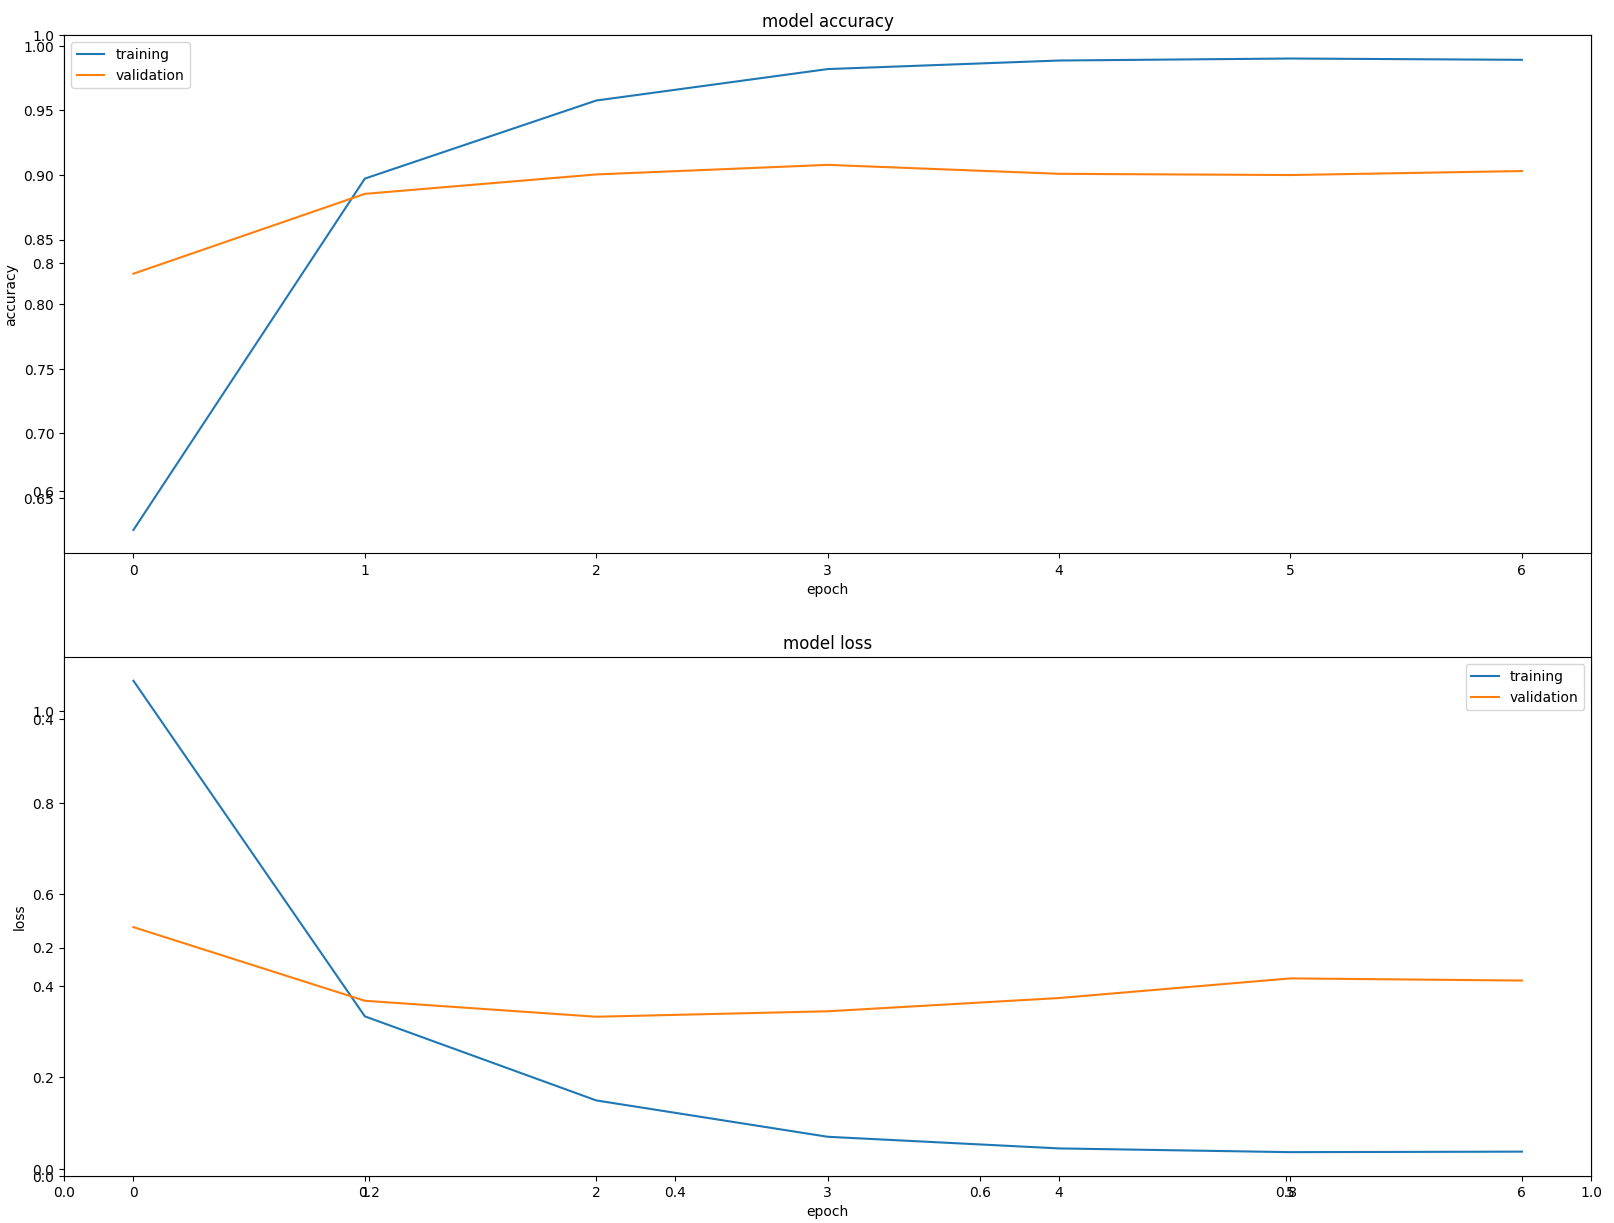 model accuracy
1.0
1.00
training
validation
0.95
0.90
0.85
0.8
accuracy
0.80
0.75
0.70
0.6
0.65
0 1 2 3 4 5 6
epoch
model loss
training
validation
1.0
0.4
0.8
0.6
loss
0.2
0.4
0.2
0.0
0.0
0.0 0 1 0.2 2 0.4 3 0.6 4 0.8 5 6 1.0
epoch